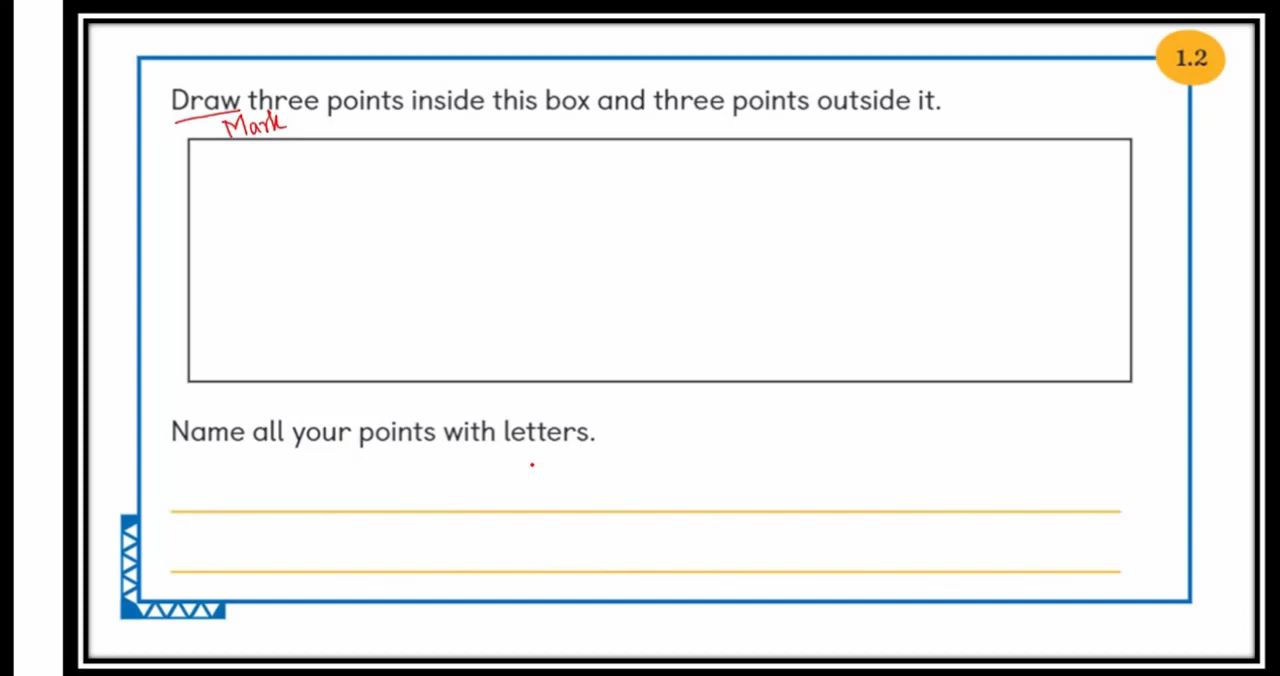 1.2
Draw three points inside this box and three points outside it.
Mark
Name all your points with letters.